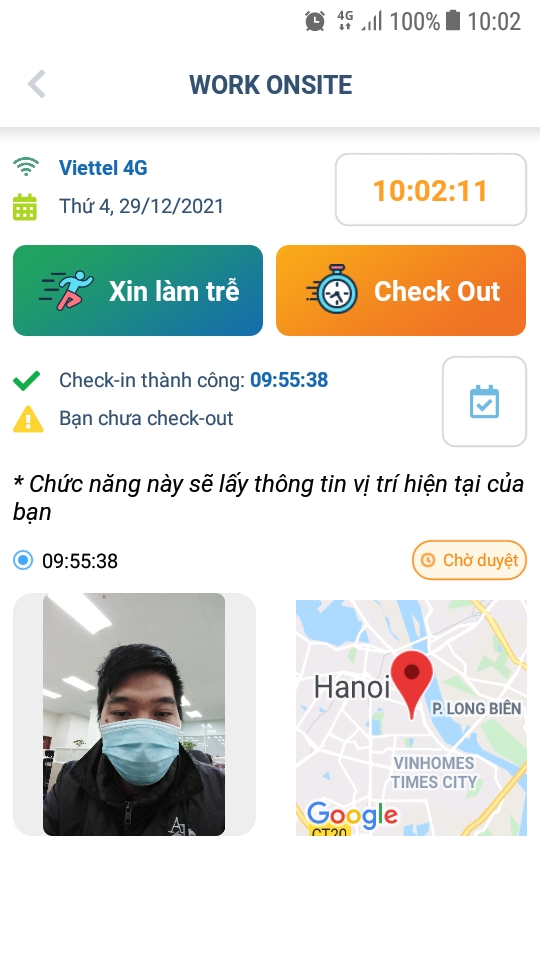 4G 100% 10:02
WORK ONSITE
Viettel 4G
Thứ 4, 29/12/2021
10:02:11
Xin làm trễ
Check Out
Check-in thành công: 09:55:38
Bạn chưa check-out
* Chức năng này sẽ lấy thông tin vị trí hiện tại của
bạn
09:55:38
Chờ duyệt
Hanoi
P. LONG BIÊN
VINHOMES
TIMES CITY
Google
CT20